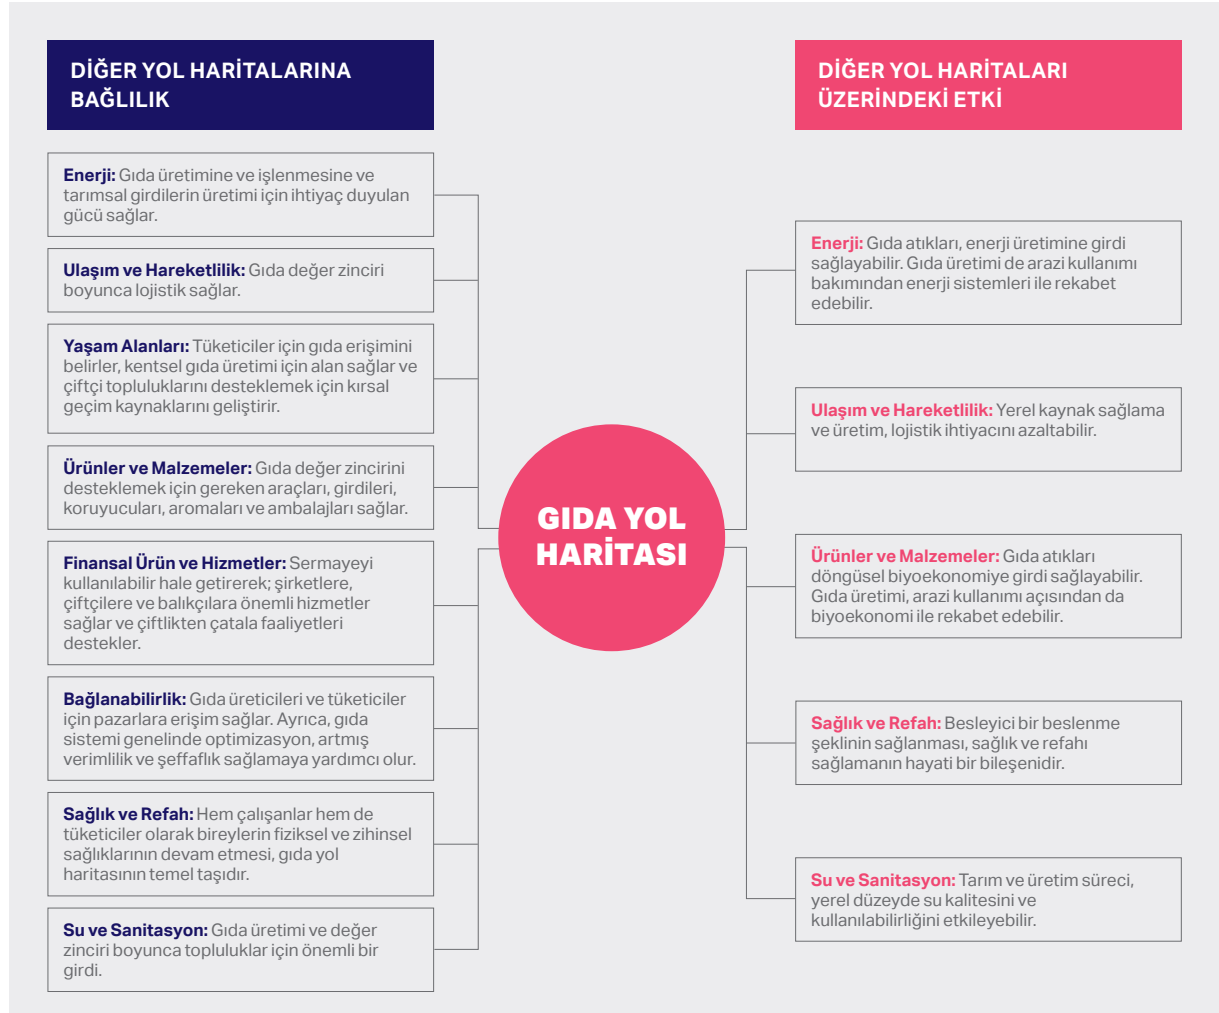 DİĞER YOL HARİTALARINA
BAĞLILIK
Enerji: Gıda üretimine ve işlenmesine ve
tarımsal girdilerin üretimi için ihtiyaç duyulan
gücü sağlar.
Ulaşım ve Hareketlilik: Gıda değer zinciri
boyunca lojistik sağlar.
Yaşam Alanları: Tüketiciler için gıda erişimini
belirler, kentsel gıda üretimi için alan sağlar ve
çiftçi topluluklarını desteklemek için kırsal
geçim kaynaklarını geliştirir.
Ürünler ve Malzemeler: Gıda değer zincirini
desteklemek için gereken araçları, girdileri,
koruyucuları, aromaları ve ambalajları sağlar.
Finansal Ürün ve Hizmetler: Sermayeyi
kullanılabilir hale getirerek; şirketlere,
çiftçilere ve balıkçılara önemli hizmetler
sağlar ve çiftlikten çatala faaliyetleri
destekler.
Bağlanabilirlik: Gıda üreticileri ve tüketiciler
için pazarlara erişim sağlar. Ayrıca, gıda
sistemi genelinde optimizasyon, artmış
verimlilik ve şeffaflık sağlamaya yardımcı olur.
Sağlık ve Refah: Hem çalışanlar hem de
tüketiciler olarak bireylerin fiziksel ve zihinsel
sağlıklarının devam etmesi, gıda yol
haritasının temel taşıdır.
Su ve Sanitasyon: Gıda üretimi ve değer
zinciri boyunca topluluklar için önemli bir
girdi.
GIDA YOL
HARİTASI
DİĞER YOL HARİTALARI
ÜZERİNDEKİ ETKİ
Enerji: Gıda atıkları, enerji üretimine girdi
sağlayabilir. Gıda üretimi de arazi kullanımı
bakımından enerji sistemleri ile rekabet
edebilir.
Ulaşım ve Hareketlilik: Yerel kaynak sağlama
ve üretim, lojistik ihtiyacını azaltabilir.
Ürünler ve Malzemeler: Gıda atıkları
döngüsel biyoekonomiye girdi sağlayabilir.
Gıda üretimi, arazi kullanımı açısından da
biyoekonomi ile rekabet edebilir.
Sağlık ve Refah: Besleyici bir beslenme
şeklinin sağlanması, sağlık ve refahı
sağlamanın hayati bir bileşenidir.
Su ve Sanitasyon: Tarım ve üretim süreci,
yerel düzeyde su kalitesini ve
kullanılabilirliğini etkileyebilir.